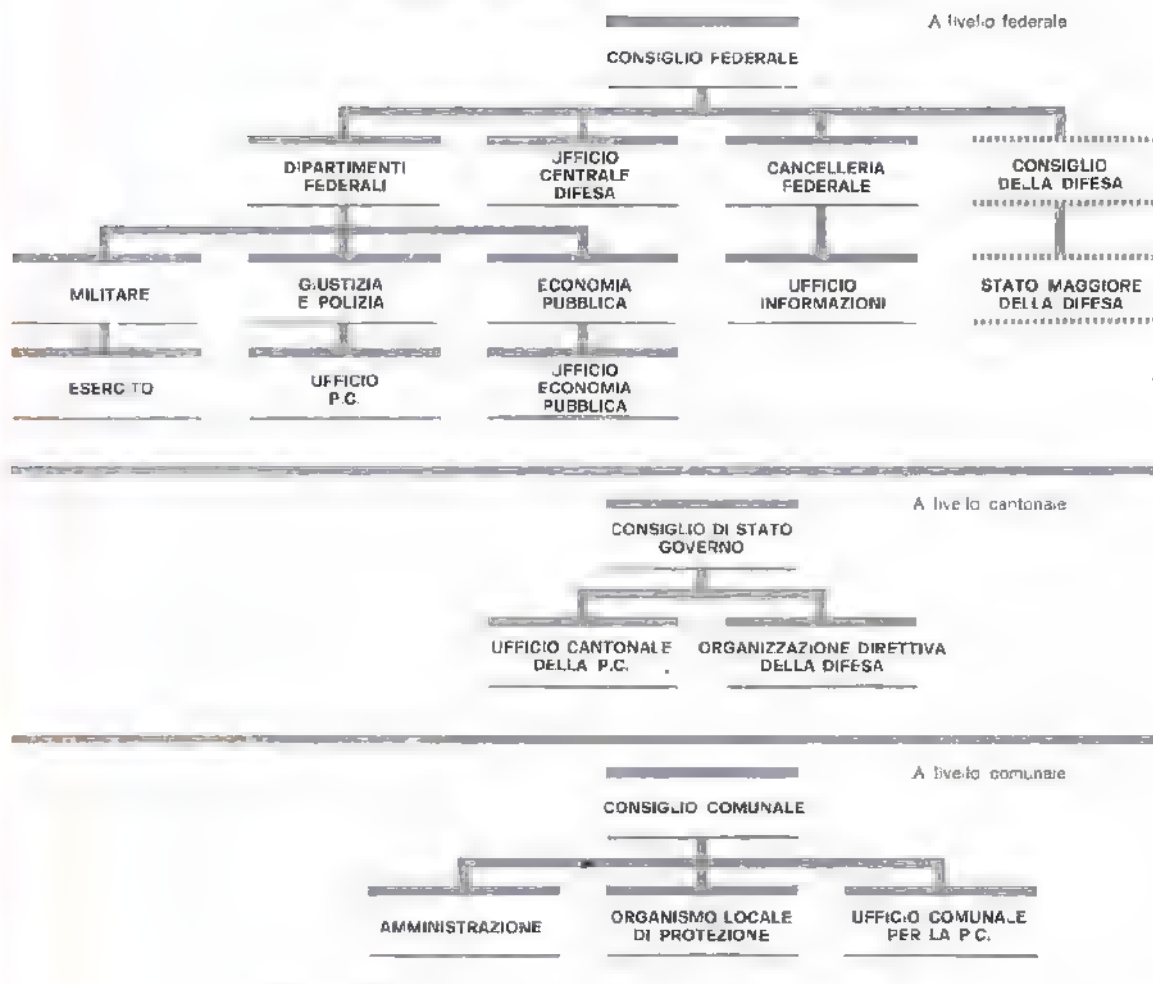 A livello federale
CONSIGLIO FEDERALE
DIPARTIMENTI
FEDERALI
UFFICIO
CENTRALE
DIFESA
CANCELLERIA
FEDERALE
CONSIGLIO
DELLA DIFESA
MILITARE
GIUSTIZIA
E POLIZIA
ECONOMIA
PUBBLICA
UFFICIO
INFORMAZIONI
STATO MAGGIORE
DELLA DIFESA
ESERCITO
UFFICIO
P.C.
UFFICIO
ECONOMIA
PUBBLICA
A livello cantonale
CONSIGLIO DI STATO
GOVERNO
UFFICIO CANTONALE
DELLA P.C.
ORGANIZZAZIONE DIRETTIVA
DELLA DIFESA
A livello comunale
CONSIGLIO COMUNALE
AMMINISTRAZIONE
ORGANISMO LOCALE
DI PROTEZIONE
UFFICIO COMUNALE
PER LA P.C.